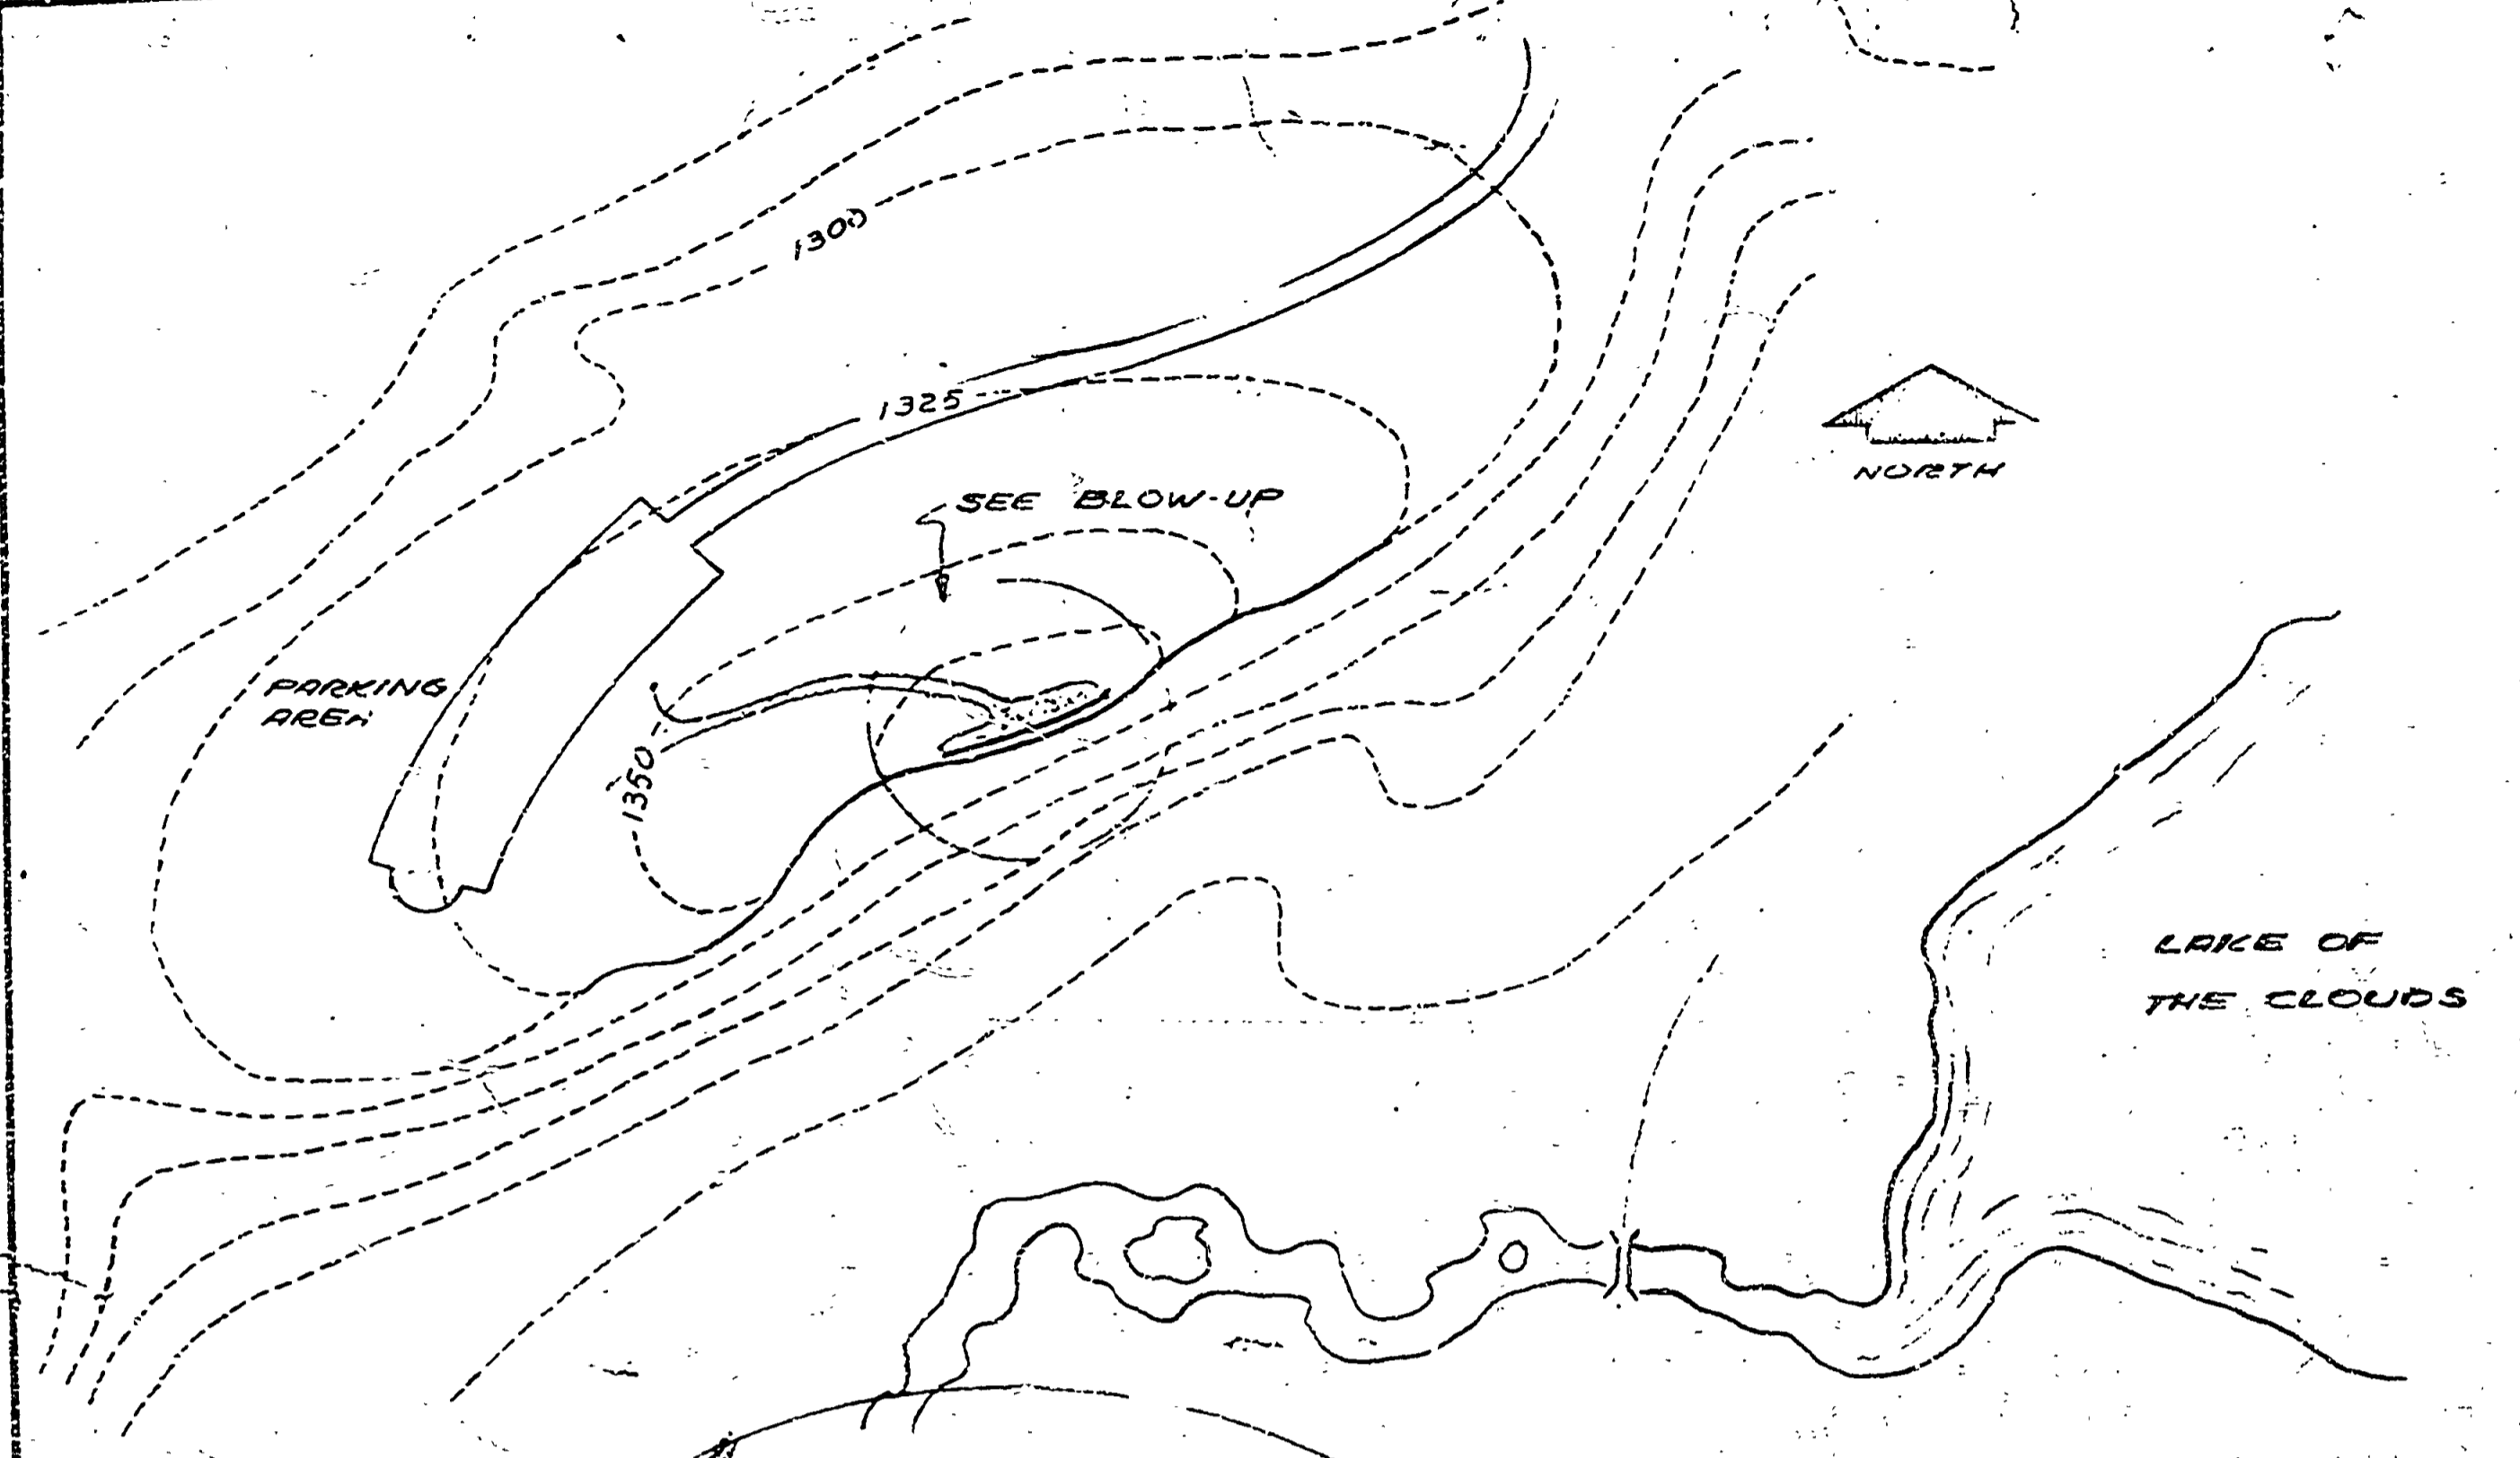 1300
1325
SEE BLOW-UP
NORTH
PARKING
AREA
1350
LAKE OF
THE CLOUDS